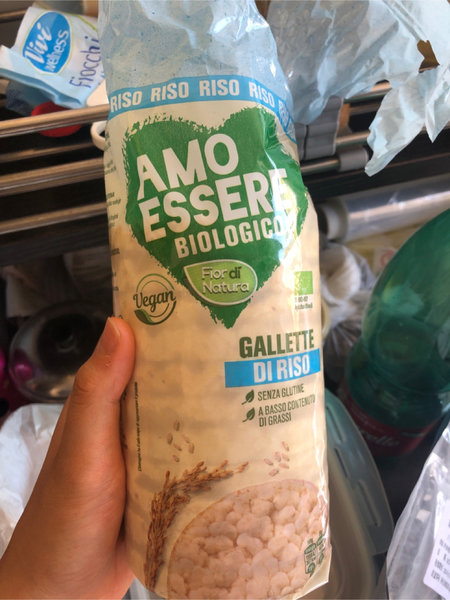 Vivi
wellness
Fiocchi
RISO RISO RISO RISO RISO
AMO
ESSERE
BIOLOGICO
Fior di
Natura
Vegan
GALLETTE
DI RISO
SENZA GLUTINE
A BASSO CONTENUTO
DI GRASSI